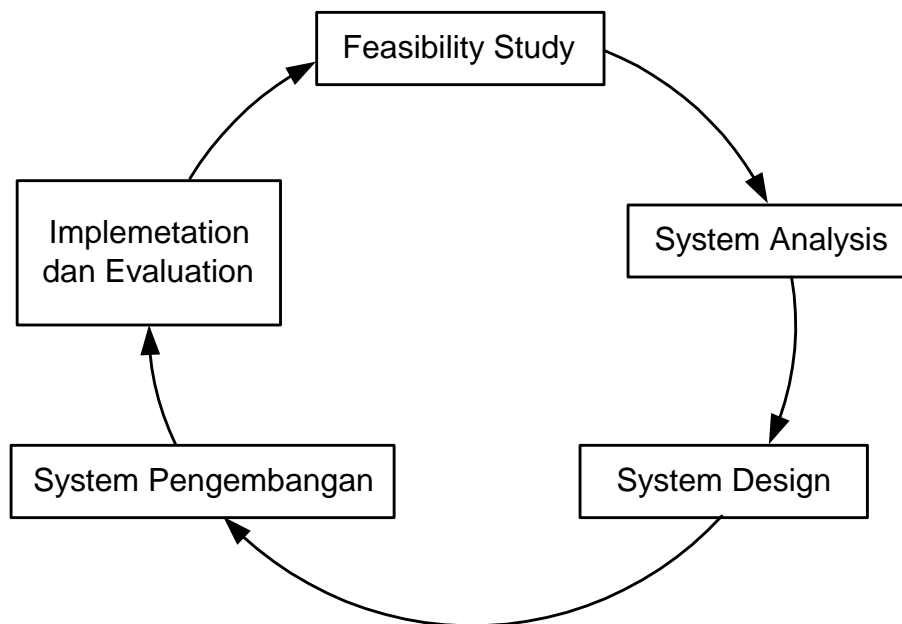 Feasibility Study
System Analysis
System Design
System Pengembangan
Implemetation
dan Evaluation